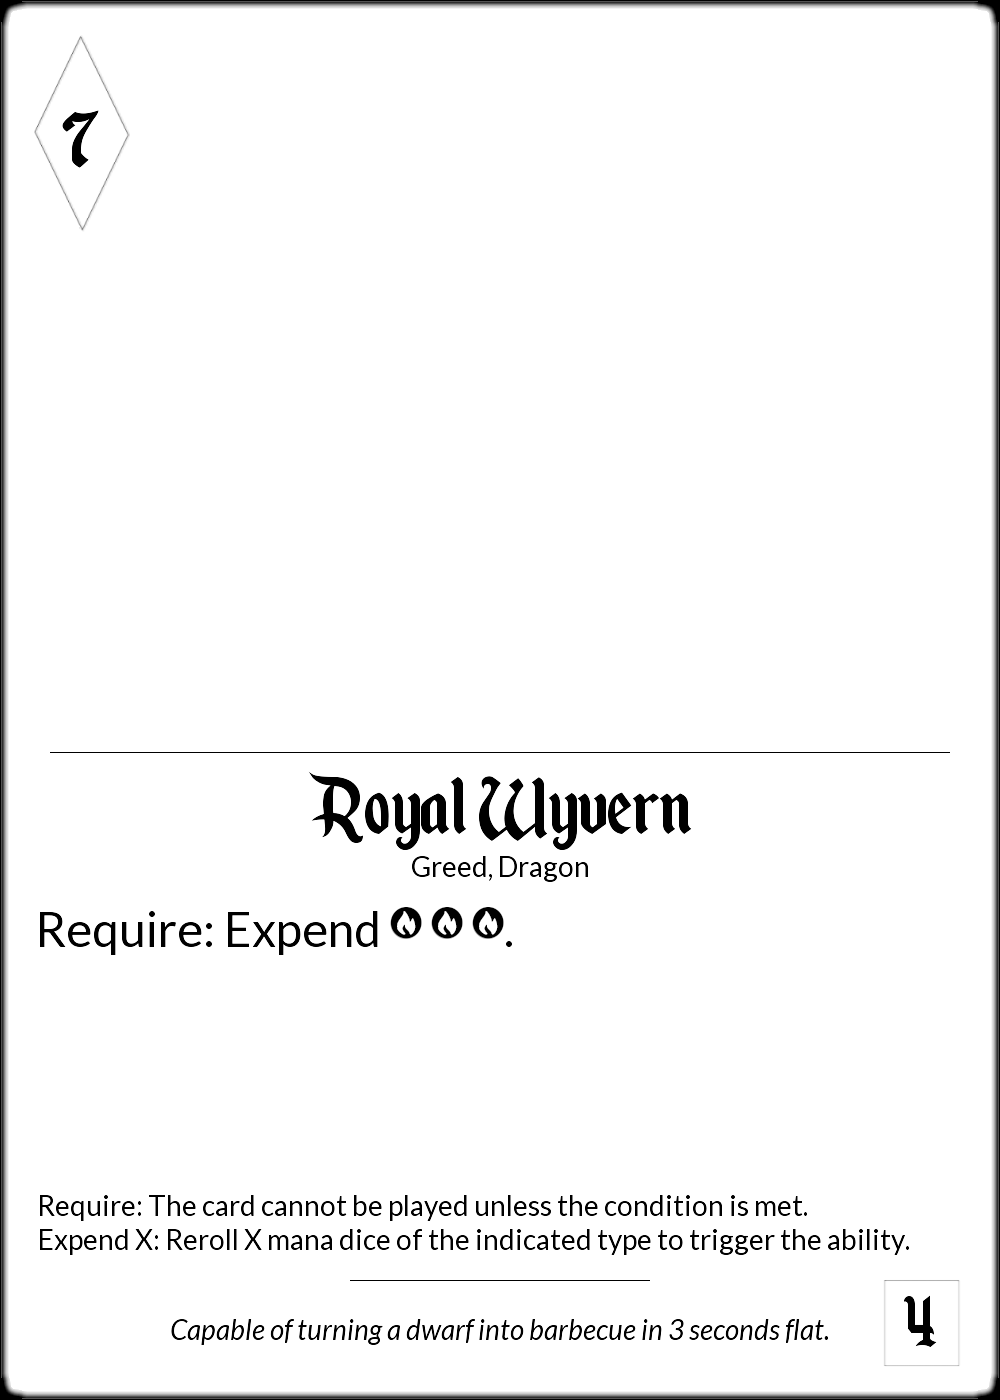 7
Royal Wyvern
Greed, Dragon
Require: Expend .
Require: The card cannot be played unless the condition is met.
Expend X: Reroll X mana dice of the indicated type to trigger the ability.
Capable of turning a dwarf into barbecue in 3 seconds flat.
4